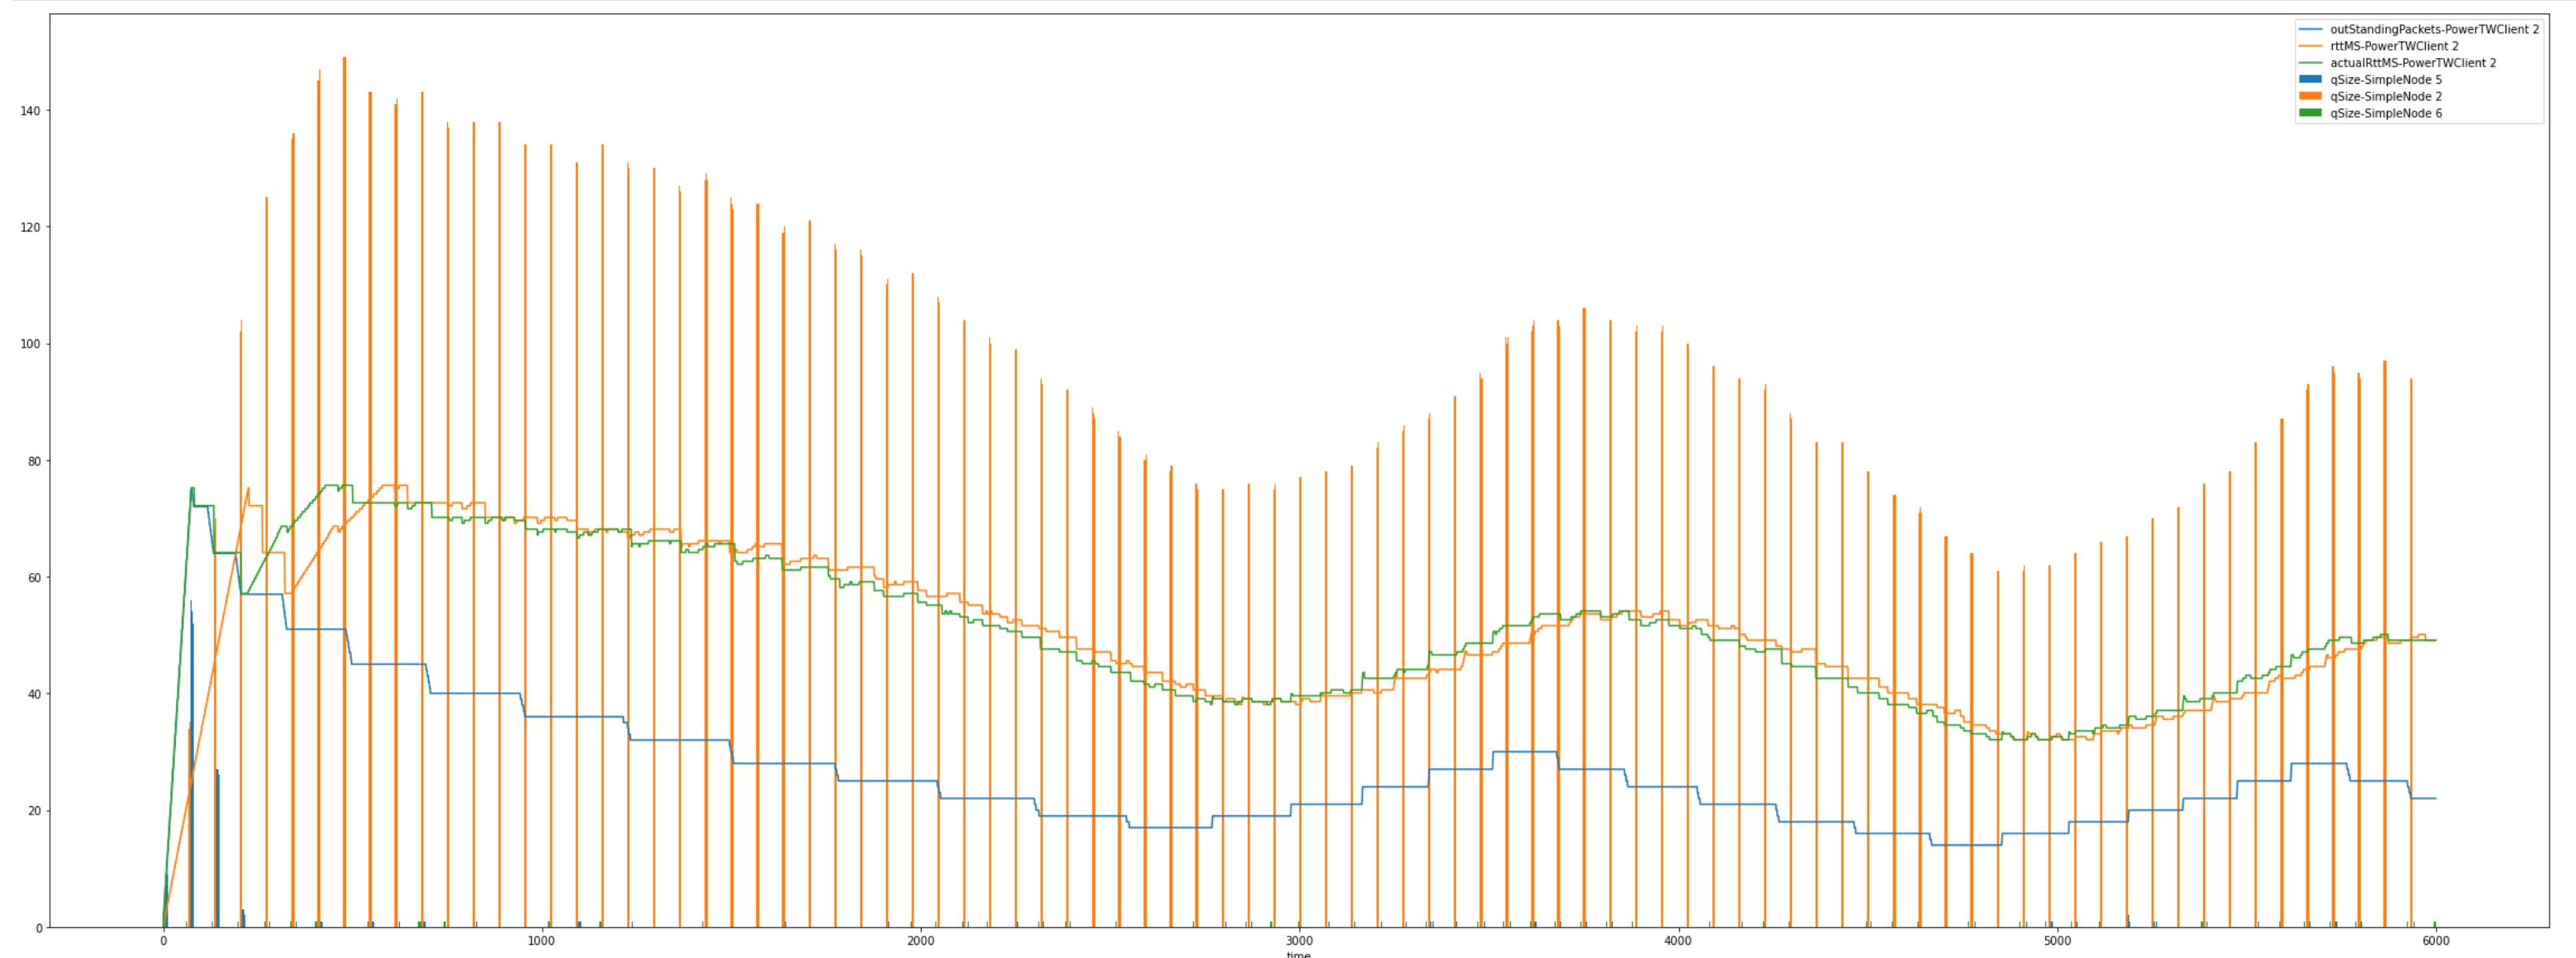 outStandingPackets-PowerTWClient 2
rttMS-PowerTWClient 2
actualRttMS-PowerTWClient 2
qSize-SimpleNode 5
qSize-SimpleNode 2
qSize-SimpleNode 6
140
120
100
80
60
40
20
0
0 1000 2000 3000 4000 5000 6000
time